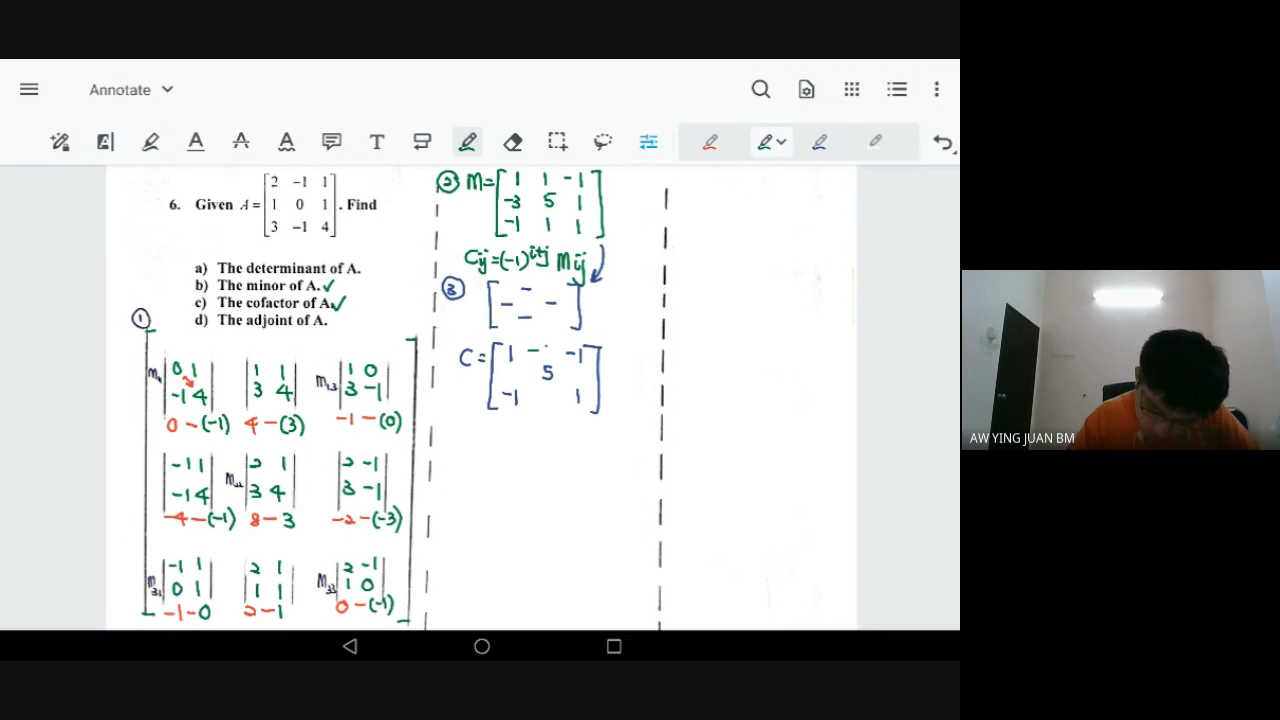 Annotate
6. Given A = [2 -1 1
1 0 1
3 -1 4]. Find
a) The determinant of A.
b) The minor of A. ✓
c) The cofactor of A. ✓
d) The adjoint of A.
①
M₁₁ |0 1| |1 1| M₁₃ |1 0|
|-1 4| |3 4| |3 -1|
0 - (-1) 4 - (3) -1 - (0)
|-1 1| M₂₂ |2 1| |2 -1|
|-1 4| |3 4| |3 -1|
-4 - (-1) 8 - 3 -2 - (-3)
M₃₁ |-1 1| |2 1| M₃₃ |2 -1|
|0 1| |1 1| |1 0|
-1 - 0 2 - 1 0 - (-1)
② M = [1 1 -1
-3 5 1
-1 1 1]
Cij = (-1)^i+j Mij
③ [ -
- -
- ]
C = [1 - -1
5
-1 1]
AW YING JUAN BM